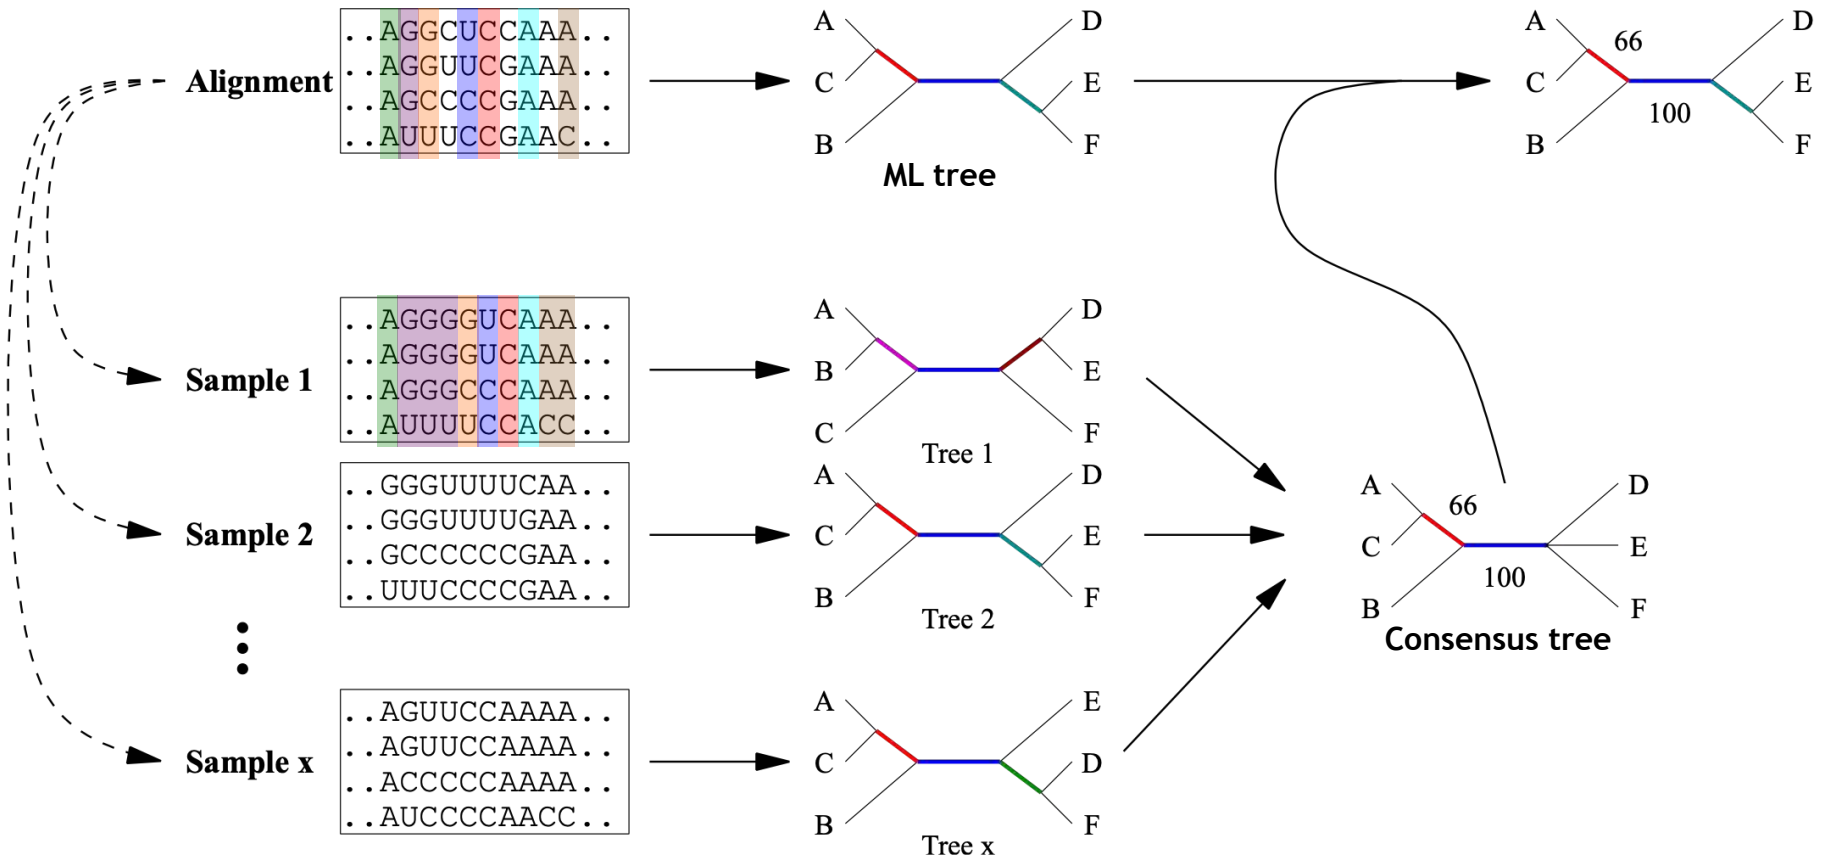 Alignment
..AGGCUCCAAA..
..AGGUUCGAAA..
..AGCCCCGAAA..
..AUUUCCGAAC..
A
C
B
D
E
F
ML tree
A
C
B
66
100
D
E
F
Sample 1
..AGGGGUCAAA..
..AGGGGUCAAA..
..AGGGCCCAAA..
..AUUUUCCACC..
A
B
C
D
E
F
Tree 1
Sample 2
..GGGUUUUCAA..
..GGGUUUUGAA..
..GCCCCCCGAA..
..UUUCCCCGAA..
A
C
B
D
E
F
Tree 2
A
C
B
66
100
D
E
F
Consensus tree
Sample x
..AGUUCCAAAA..
..AGUUCCAAAA..
..ACCCCCAAAA..
..AUCCCCAACC..
A
C
B
E
D
F
Tree x